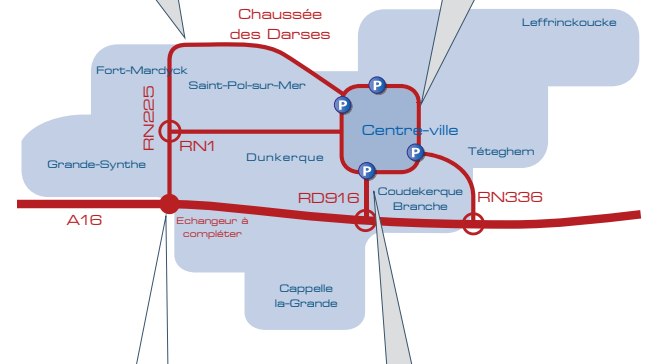 Chaussée
des Darses
Leffrinckoucke
Fort-Mardyck
Saint-Pol-sur-Mer
P
P
RN225
RN1
Centre-ville
Dunkerque
P
Téteghem
Grande-Synthe
P
RD916
Coudekerque
Branche
RN336
A16
Echangeur à
compléter
Cappelle
la-Grande